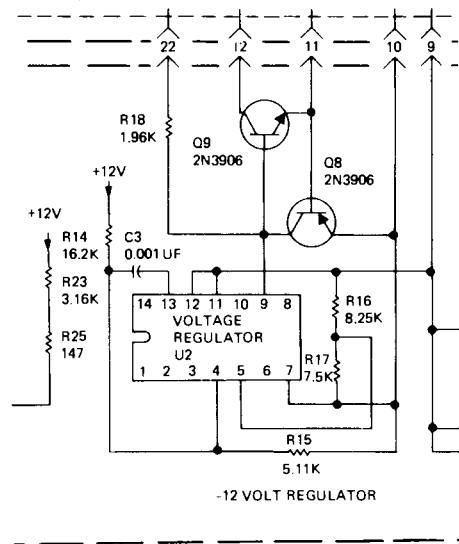 22 12 11 10 9
R18
1.96K
Q9
2N3906
Q8
2N3906
+12V
+12V
R14
16.2K
C3
0.001 UF
R23
3.16K
R25
147
14 13 12 11 10 9 8
VOLTAGE
REGULATOR
U2
1 2 3 4 5 6 7
R16
8.25K
R17
7.5K
R15
5.11K
-12 VOLT REGULATOR